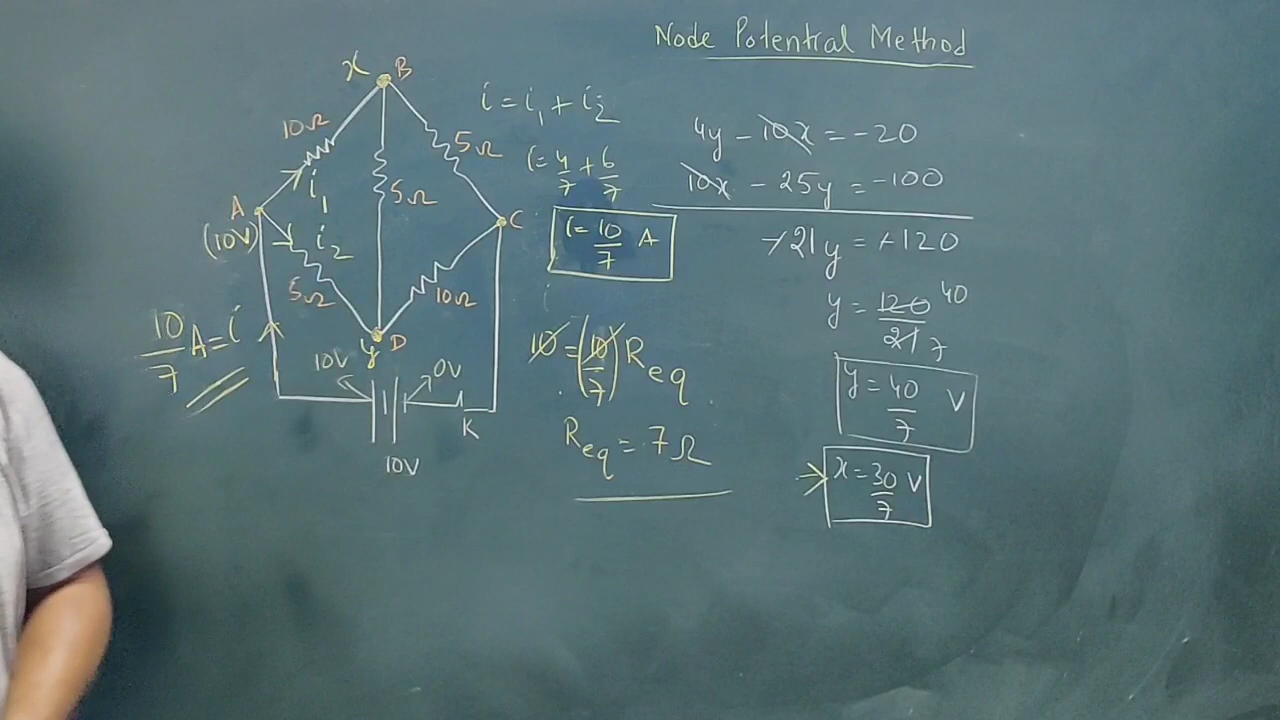 Node Potential Method
x B
10Ω
5Ω
i₁
5Ω
A
(10V)
i₂
C
5Ω
10Ω
y D
10/7 A = i
10V
0V
K
10V
i = i₁ + i₂
i = 4/7 + 6/7
i = 10/7 A
10 = (10/7) Req
Req = 7Ω
4y - 10x = -20
10x - 25y = -100
-21y = -120
y = 120/21 40/7
y = 40/7 V
x = 30/7 V